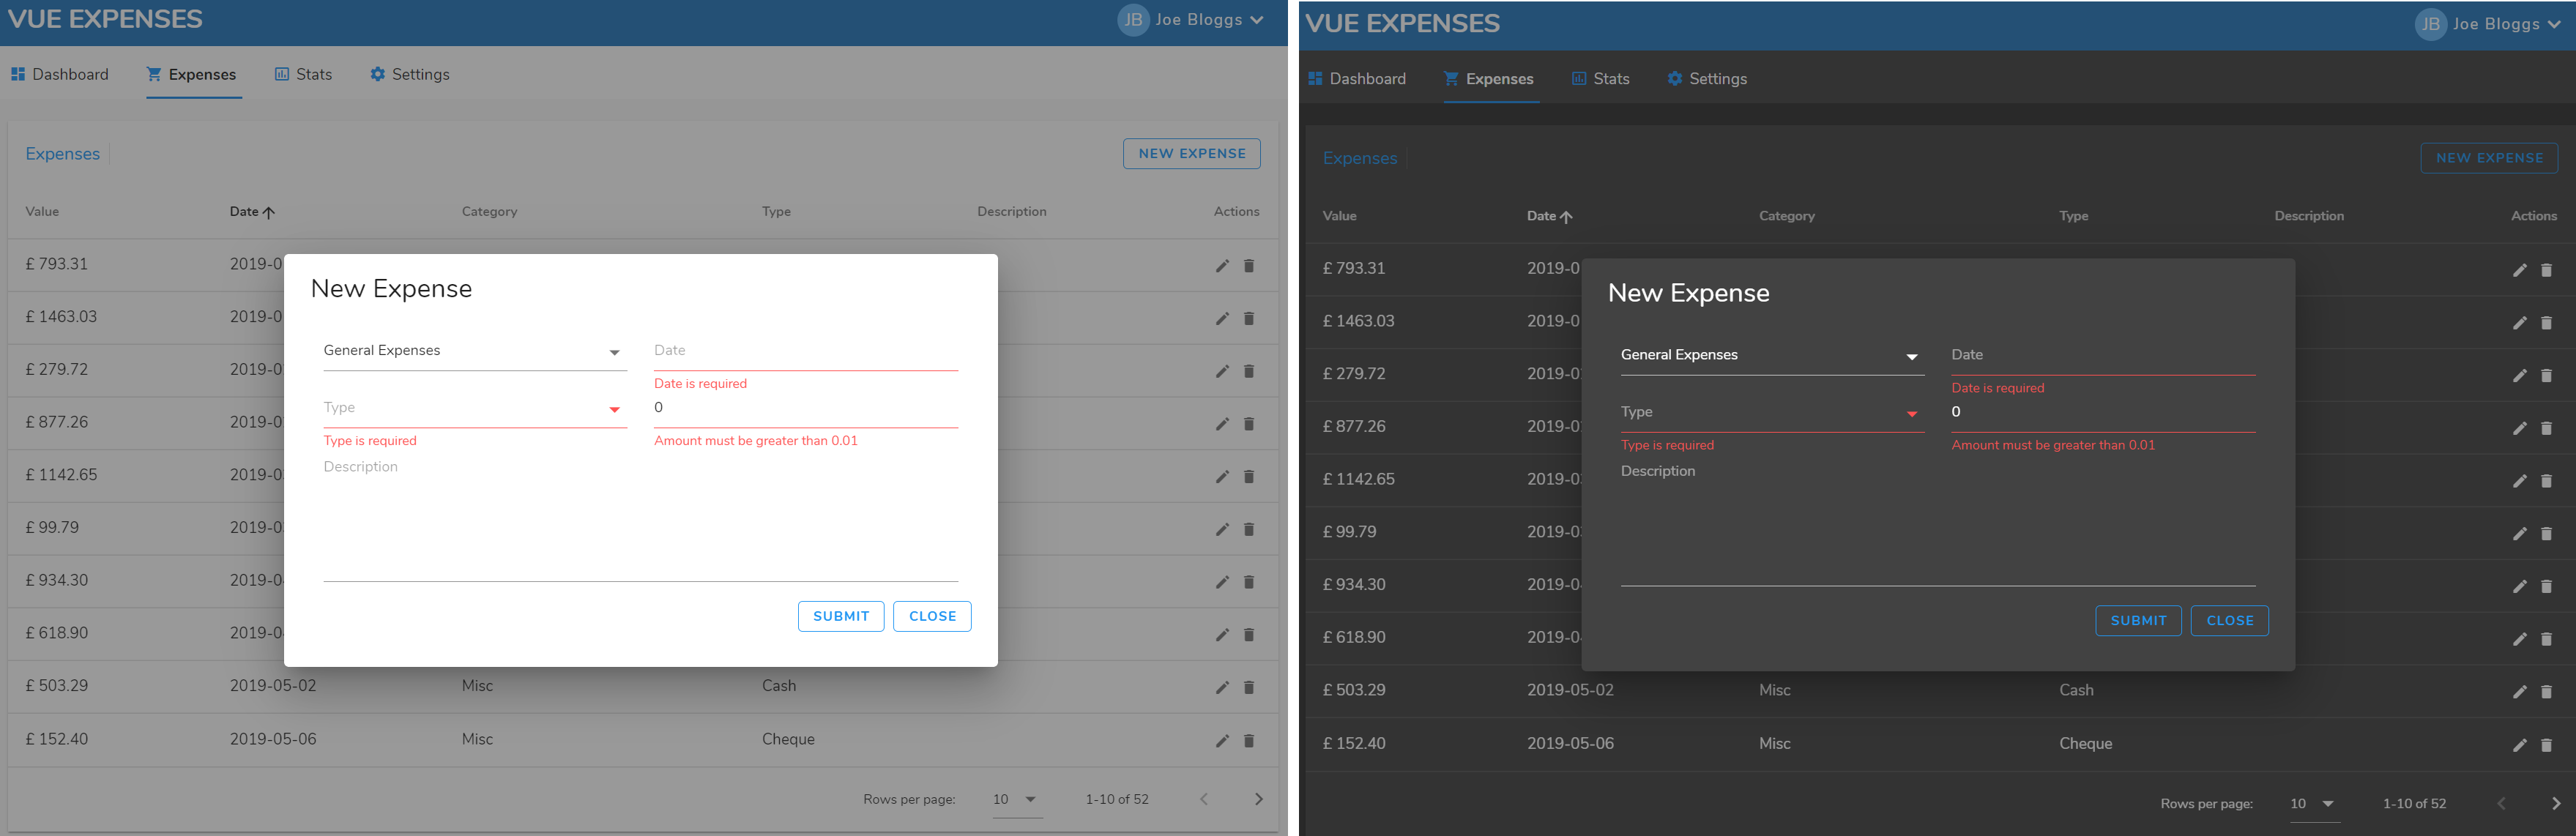 VUE EXPENSES
JB Joe Bloggs
Dashboard Expenses Stats Settings
Expenses NEW EXPENSE
Value Date Category Type Description Actions
£ 793.31 2019-0
£ 1463.03 2019-0
£ 279.72 2019-0
£ 877.26 2019-0
£ 1142.65 2019-0
£ 99.79 2019-0
£ 934.30 2019-0
£ 618.90 2019-0
£ 503.29 2019-05-02 Misc Cash
£ 152.40 2019-05-06 Misc Cheque
Rows per page: 10 1-10 of 52
New Expense
General Expenses Date
Date is required
Type 0
Type is required Amount must be greater than 0.01
Description
SUBMIT CLOSE
VUE EXPENSES
JB Joe Bloggs
Dashboard Expenses Stats Settings
Expenses NEW EXPENSE
Value Date Category Type Description Actions
£ 793.31 2019-0
£ 1463.03 2019-0
£ 279.72 2019-0
£ 877.26 2019-0
£ 1142.65 2019-0
£ 99.79 2019-0
£ 934.30 2019-0
£ 618.90 2019-0
£ 503.29 2019-05-02 Misc Cash
£ 152.40 2019-05-06 Misc Cheque
Rows per page: 10 1-10 of 52
New Expense
General Expenses Date
Date is required
Type 0
Type is required Amount must be greater than 0.01
Description
SUBMIT CLOSE